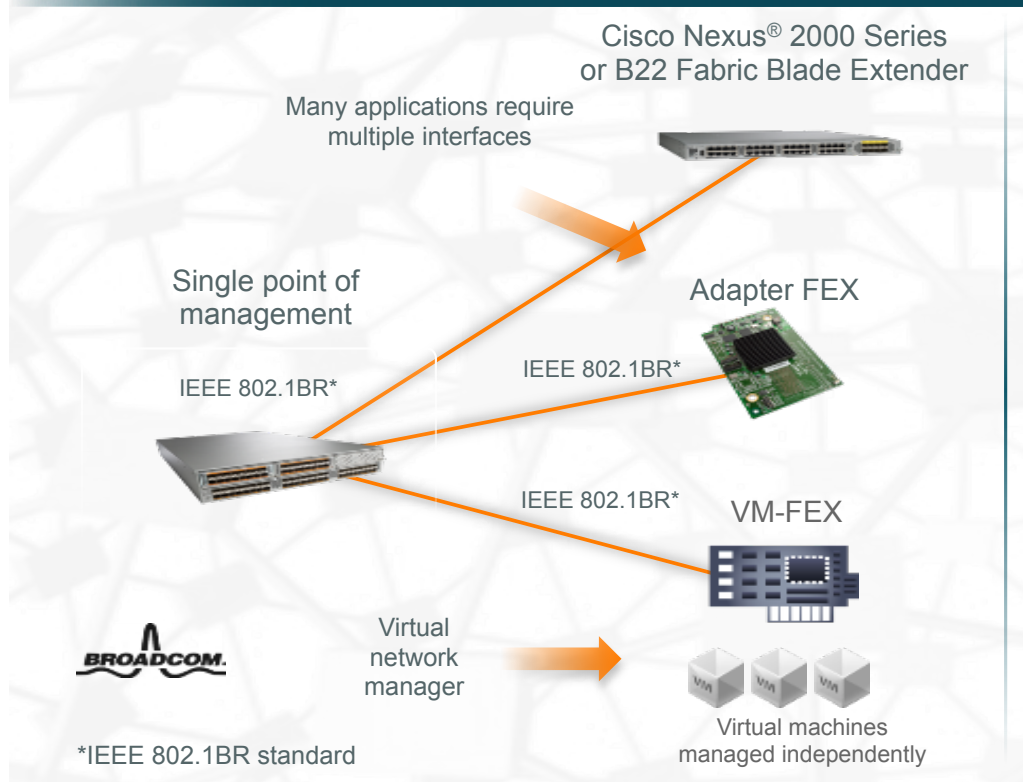 Cisco Nexus® 2000 Series
or B22 Fabric Blade Extender
Many applications require
multiple interfaces
Single point of
management
Adapter FEX
IEEE 802.1BR*
IEEE 802.1BR*
IEEE 802.1BR*
VM-FEX
Virtual
network
manager
BROADCOM.
VM
VM
VM
Virtual machines
managed independently
*IEEE 802.1BR standard